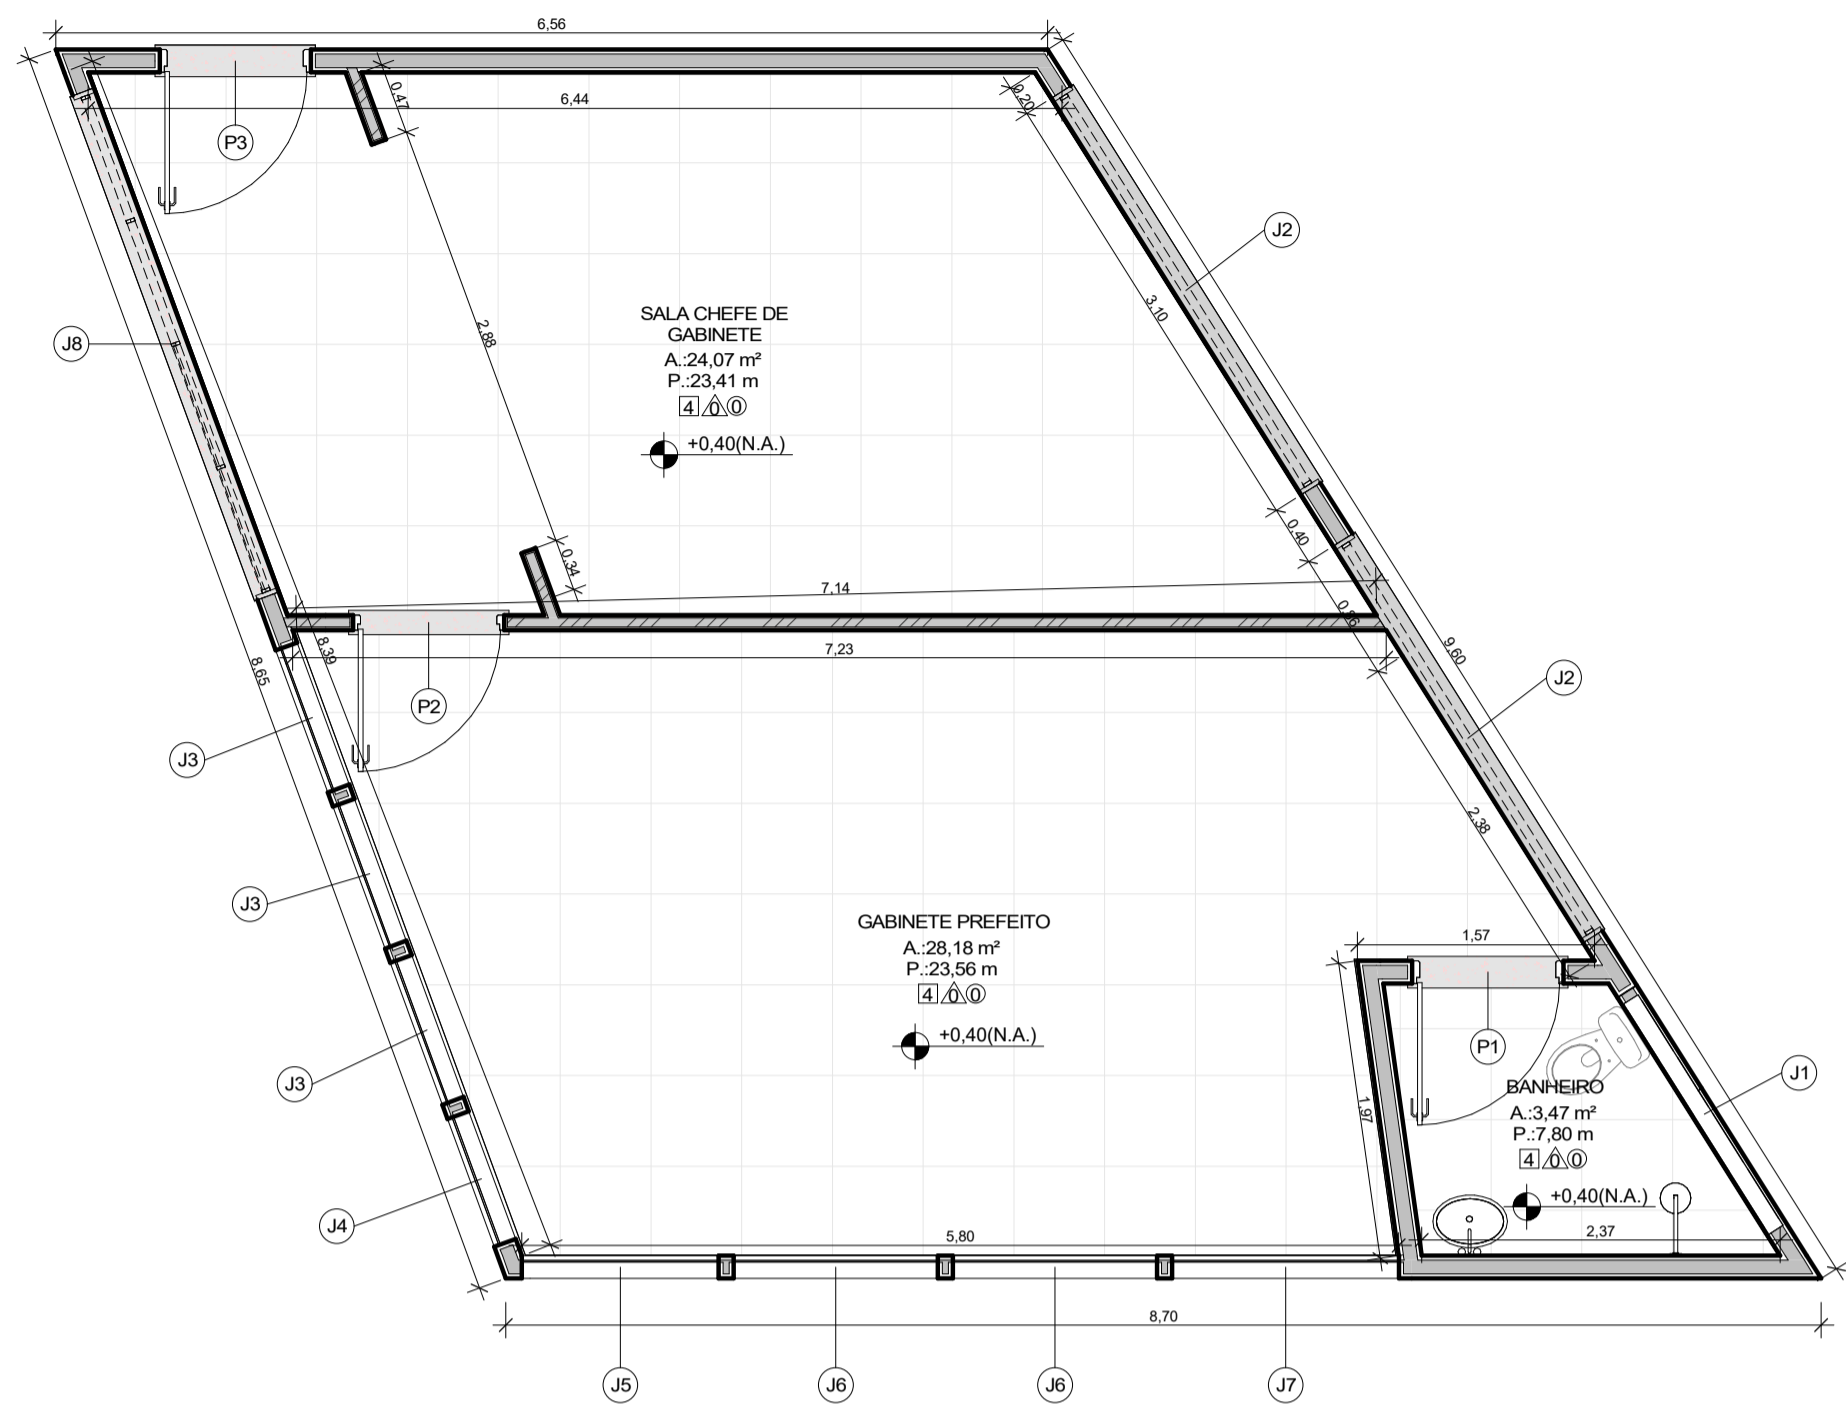 6,56
6,44
0,47
0,20
P3
J2
3,10
2,88
SALA CHEFE DE
GABINETE
A.:24,07 m²
P.:23,41 m
4 0 0
+0,40(N.A.)
J8
0,40
0,34
7,14
0,86
8,39
8,65
7,23
9,60
J2
P2
J3
2,38
J3
GABINETE PREFEITO
A.:28,18 m²
P.:23,56 m
4 0 0
+0,40(N.A.)
1,57
P1
J1
J3
1,97
BANHEIRO
A.:3,47 m²
P.:7,80 m
4 0 0
+0,40(N.A.)
J4
5,80
2,37
8,70
J5
J6
J6
J7